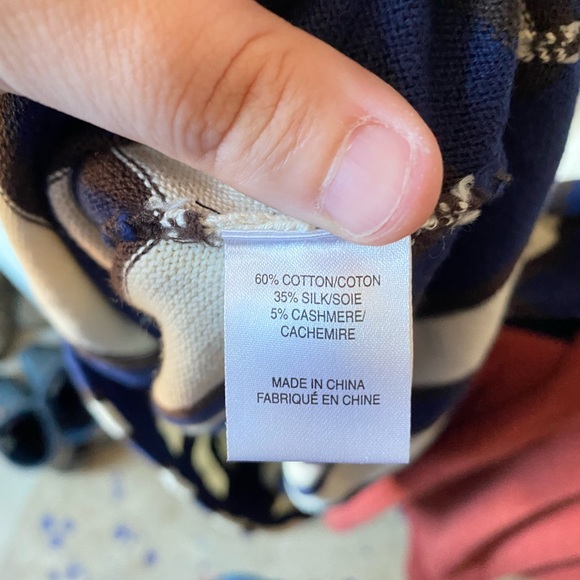 60% COTTON/COTON
35% SILK/SOIE
5% CASHMERE/
CACHEMIRE
MADE IN CHINA
FABRIQUÉ EN CHINE